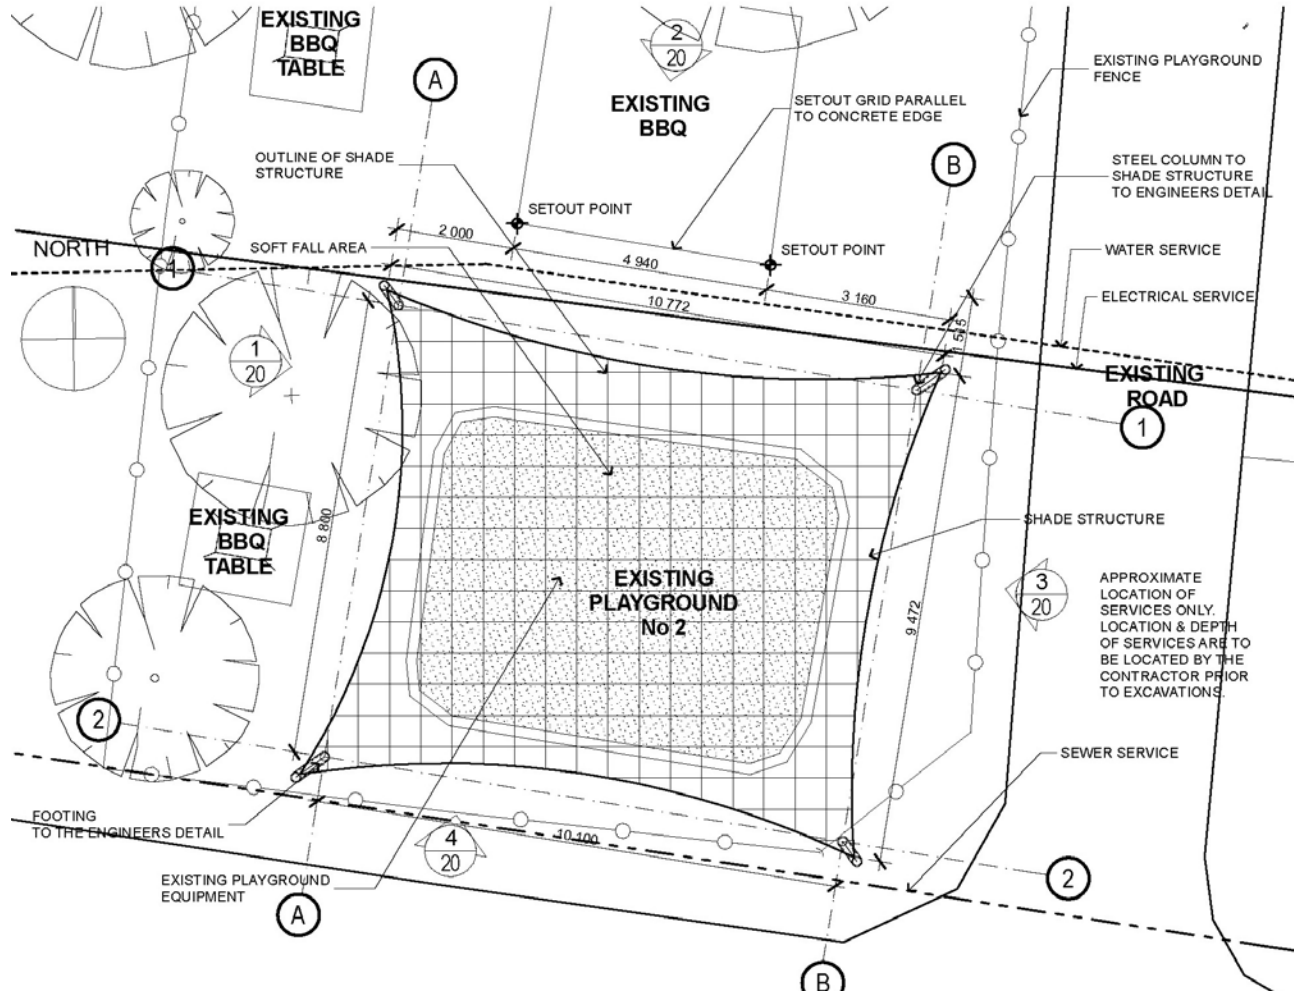 EXISTING
BBQ
TABLE
A
2
20
EXISTING
BBQ
SETOUT GRID PARALLEL
TO CONCRETE EDGE
EXISTING PLAYGROUND
FENCE
B
OUTLINE OF SHADE
STRUCTURE
STEEL COLUMN TO
SHADE STRUCTURE
TO ENGINEERS DETAIL
SETOUT POINT
NORTH
SOFT FALL AREA
2 000
SETOUT POINT
WATER SERVICE
1
4 940
10 772
3 160
ELECTRICAL SERVICE
1
20
EXISTING
ROAD
1
EXISTING
BBQ
TABLE
8 800
SHADE STRUCTURE
EXISTING
PLAYGROUND
No 2
9 472
3
20
APPROXIMATE
LOCATION OF
SERVICES ONLY.
LOCATION & DEPTH
OF SERVICES ARE TO
BE LOCATED BY THE
CONTRACTOR PRIOR
TO EXCAVATIONS.
2
SEWER SERVICE
FOOTING
TO THE ENGINEERS DETAIL
4
20
10 100
EXISTING PLAYGROUND
EQUIPMENT
2
A
B